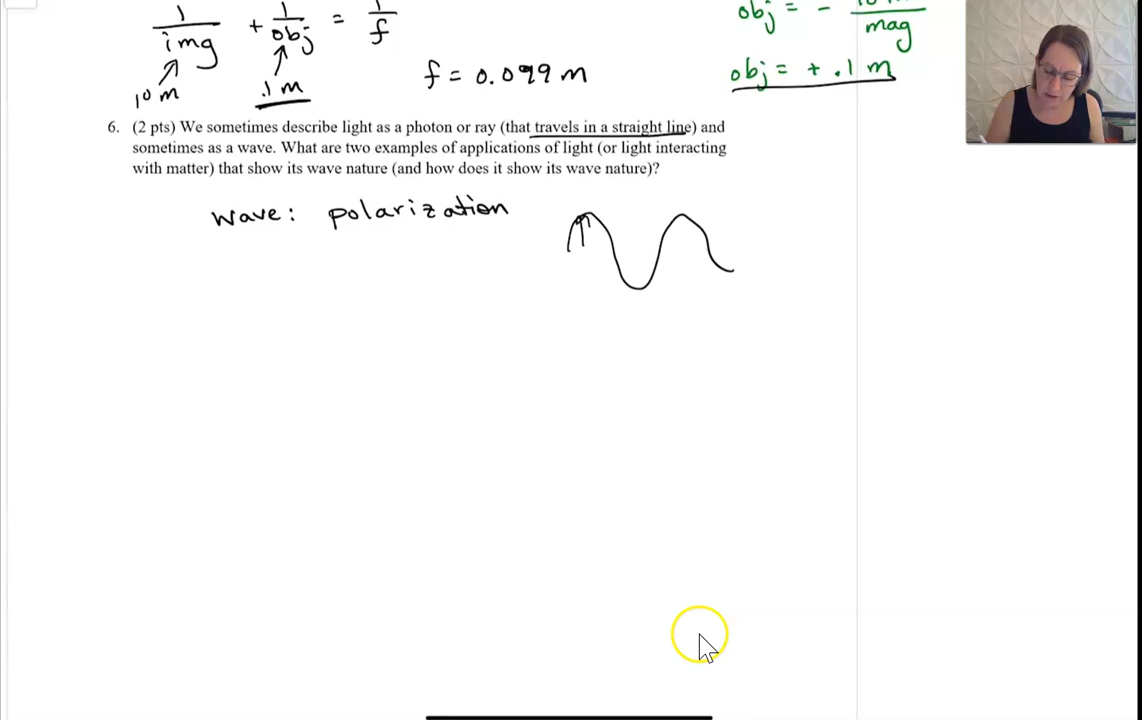 1/img + 1/obj = 1/f
obj = -
mag
10 m
.1 m
f = 0.099 m
obj = + .1 m
6. (2 pts) We sometimes describe light as a photon or ray (that travels in a straight line) and
sometimes as a wave. What are two examples of applications of light (or light interacting
with matter) that show its wave nature (and how does it show its wave nature)?
wave: polarization